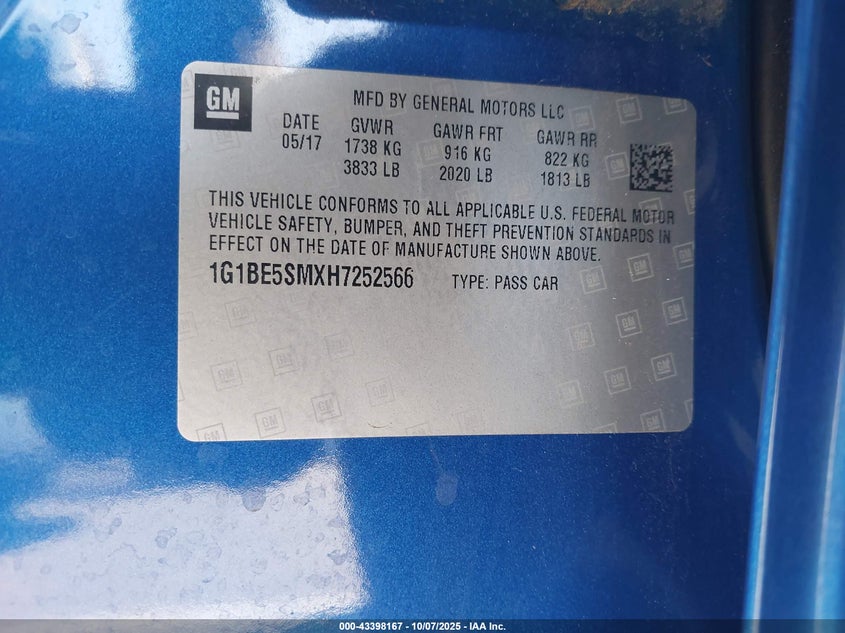 GM
MFD BY GENERAL MOTORS LLC
DATE GVWR GAWR FRT GAWR RR
05/17 1738 KG 916 KG 822 KG
3833 LB 2020 LB 1813 LB
THIS VEHICLE CONFORMS TO ALL APPLICABLE U.S. FEDERAL MOTOR
VEHICLE SAFETY, BUMPER, AND THEFT PREVENTION STANDARDS IN
EFFECT ON THE DATE OF MANUFACTURE SHOWN ABOVE.
1G1BE5SMXH7252566 TYPE: PASS CAR
000-43398167 - 10/07/2025 - IAA Inc.